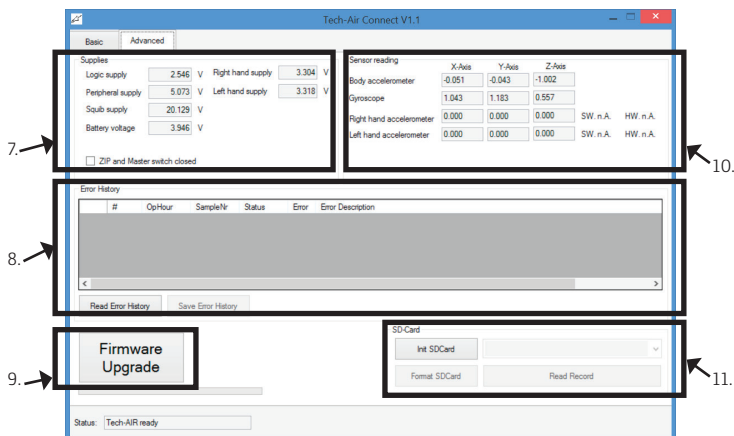 Tech-Air Connect V1.1
Basic Advanced
Supplies
Logic supply 2.546 V Right hand supply 3.304 V
Peripheral supply 5.073 V Left hand supply 3.318 V
Squib supply 20.129 V
Battery voltage 3.946 V
ZIP and Master switch closed
7.
Sensor reading
X-Axis Y-Axis Z-Axis
Body accelerometer -0.051 -0.043 -1.002
Gyroscope 1.043 1.183 0.557
Right hand accelerometer 0.000 0.000 0.000 SW. n.A. HW. n.A.
Left hand accelerometer 0.000 0.000 0.000 SW. n.A. HW. n.A.
10.
Error History
# OpHour SampleNr Status Error Error Description
8.
Read Error History Save Error History
Firmware
Upgrade
9.
SD-Card
Init SDCard
Format SDCard Read Record
11.
Status: Tech-AIR ready